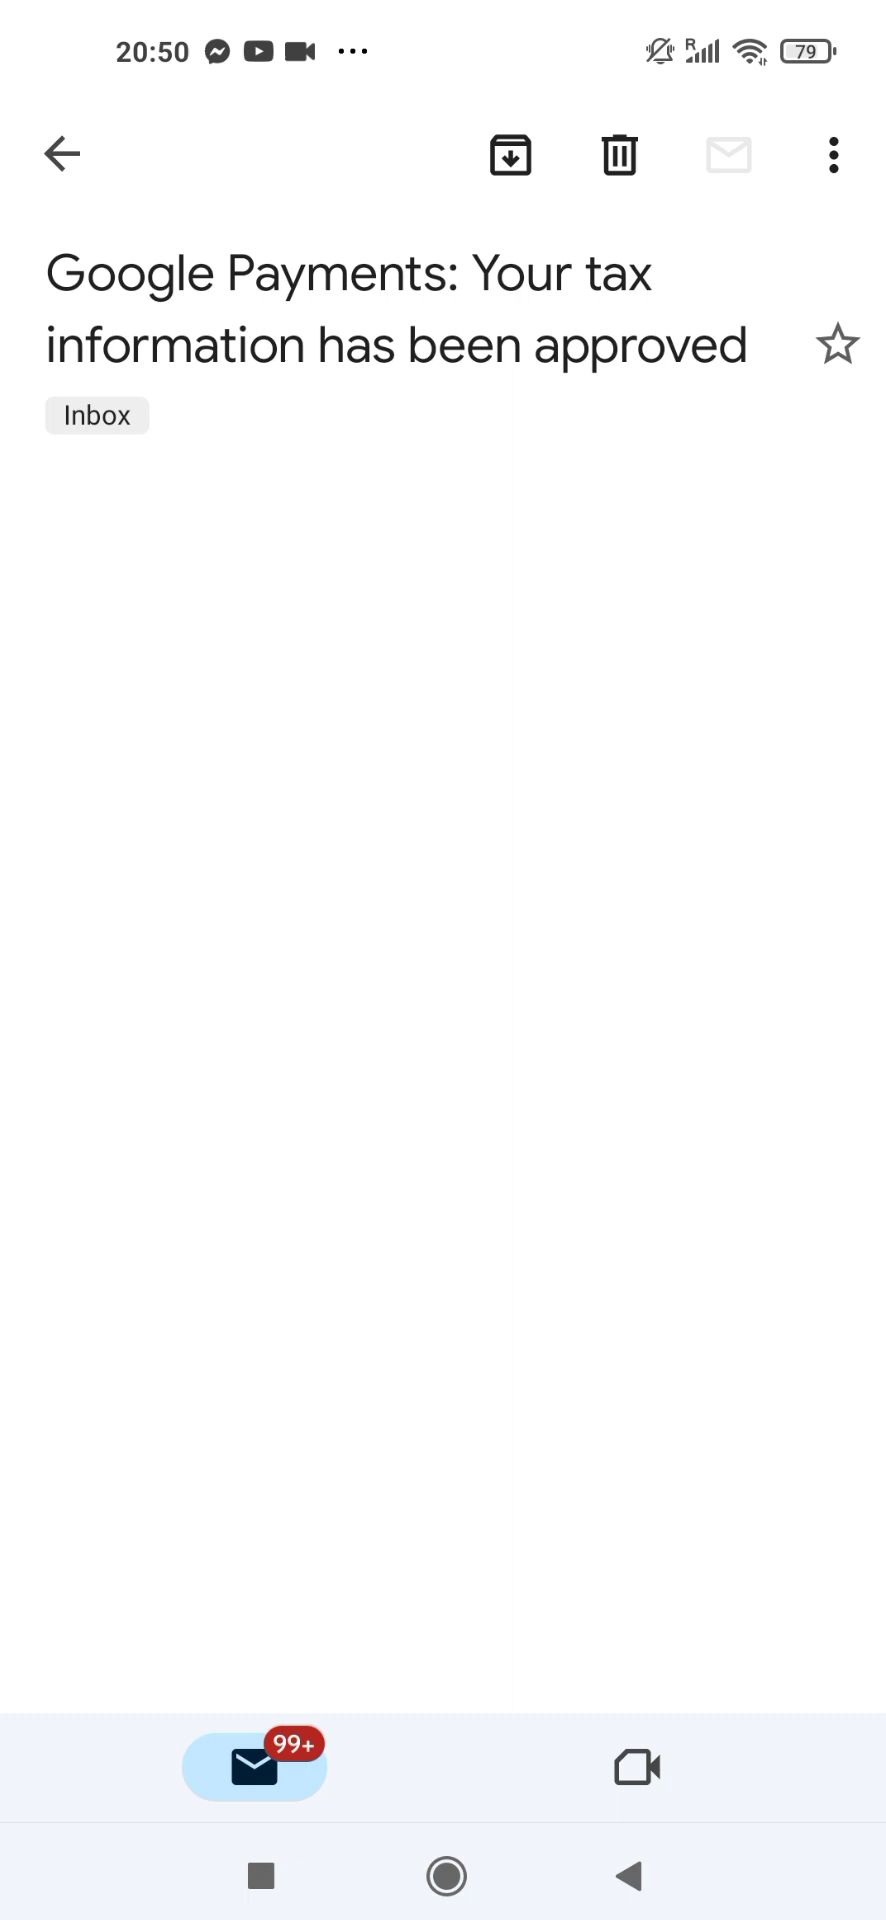 20:50
R
79
Google Payments: Your tax
information has been approved
Inbox
99+